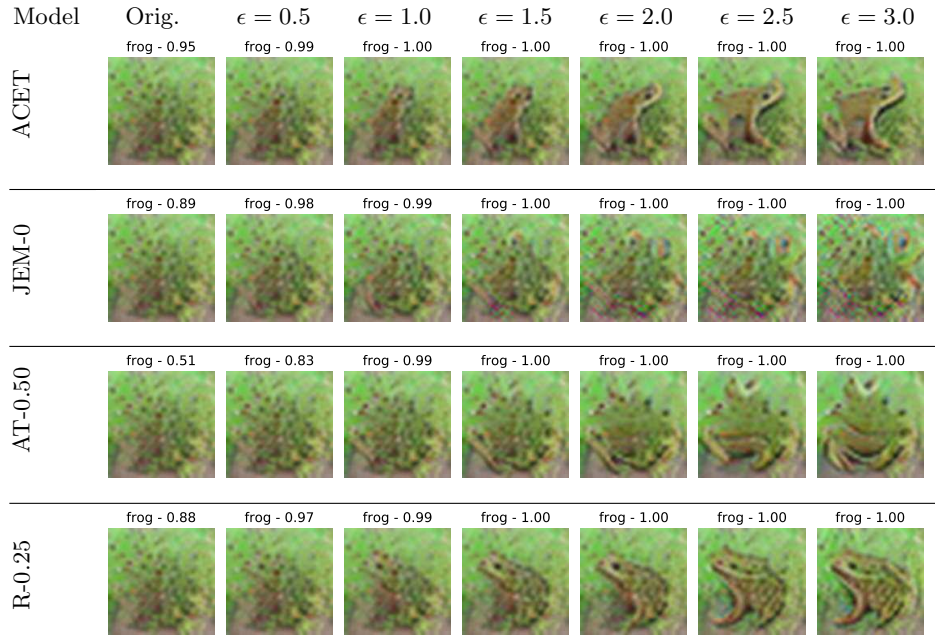 Model Orig. ϵ = 0.5 ϵ = 1.0 ϵ = 1.5 ϵ = 2.0 ϵ = 2.5 ϵ = 3.0
frog - 0.95 frog - 0.99 frog - 1.00 frog - 1.00 frog - 1.00 frog - 1.00 frog - 1.00
ACET
frog - 0.89 frog - 0.98 frog - 0.99 frog - 1.00 frog - 1.00 frog - 1.00 frog - 1.00
JEM-0
frog - 0.51 frog - 0.83 frog - 0.99 frog - 1.00 frog - 1.00 frog - 1.00 frog - 1.00
AT-0.50
frog - 0.88 frog - 0.97 frog - 0.99 frog - 1.00 frog - 1.00 frog - 1.00 frog - 1.00
R-0.25